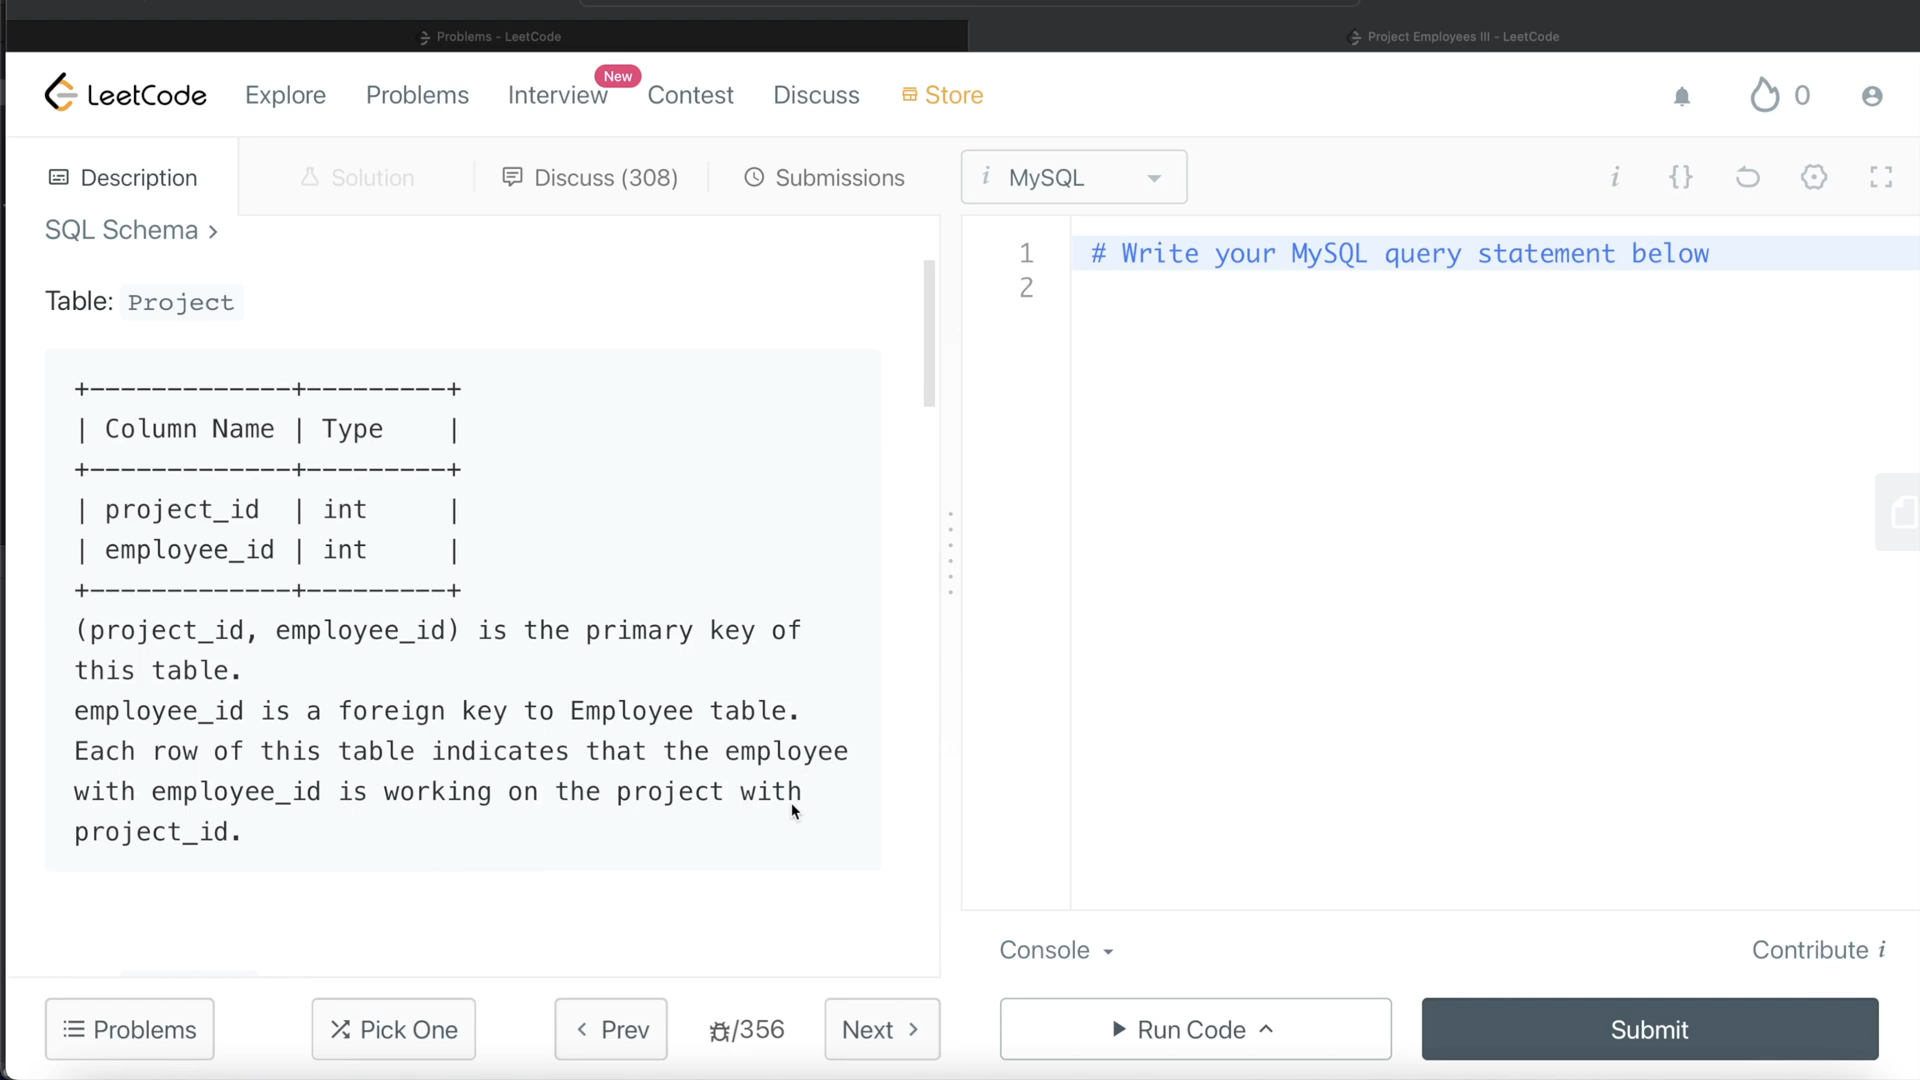 Problems - LeetCode
Project Employees III - LeetCode
LeetCode
Explore
Problems
Interview
New
Contest
Discuss
Store
0
Description
Solution
Discuss (308)
Submissions
i MySQL
i {}
SQL Schema >
Table: Project
+-------------+---------+
| Column Name | Type    |
+-------------+---------+
| project_id  | int     |
| employee_id | int     |
+-------------+---------+
(project_id, employee_id) is the primary key of
this table.
employee_id is a foreign key to Employee table.
Each row of this table indicates that the employee
with employee_id is working on the project with
project_id.
1 # Write your MySQL query statement below
2
Console
Contribute i
Problems
Pick One
Prev
/356
Next
Run Code
Submit